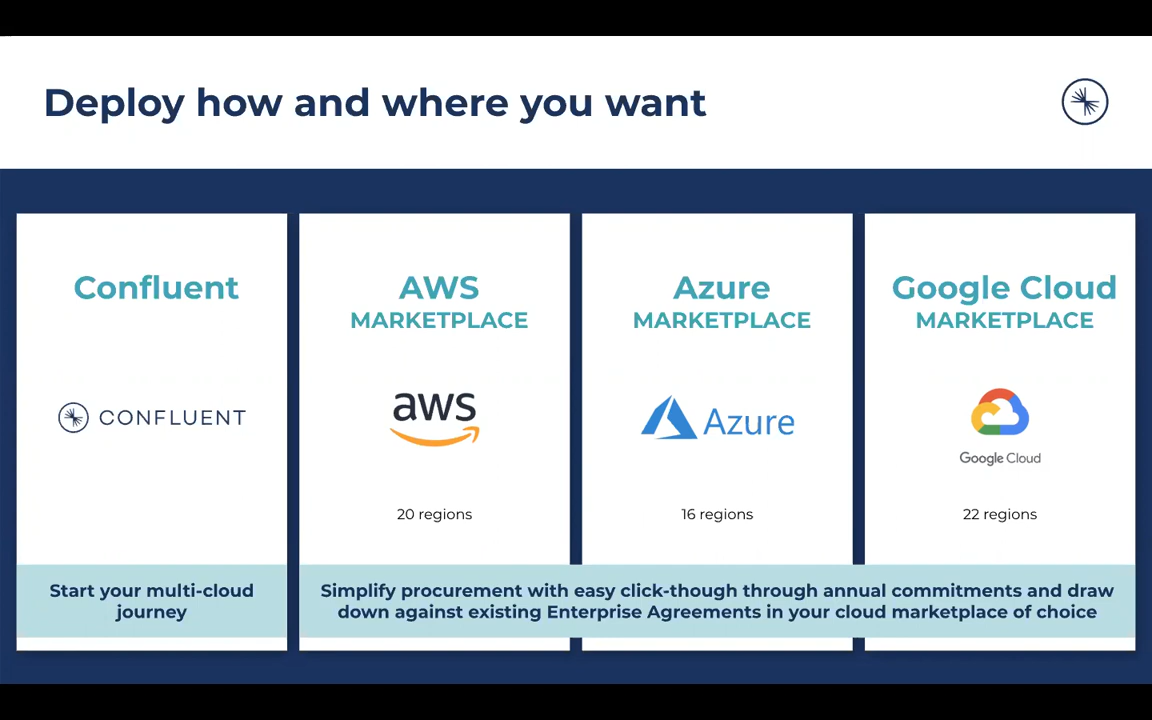 Deploy how and where you want
Confluent
CONFLUENT
Start your multi-cloud
journey
AWS
MARKETPLACE
aws
20 regions
Azure
MARKETPLACE
Azure
16 regions
Google Cloud
MARKETPLACE
Google Cloud
22 regions
Simplify procurement with easy click-though through annual commitments and draw
down against existing Enterprise Agreements in your cloud marketplace of choice